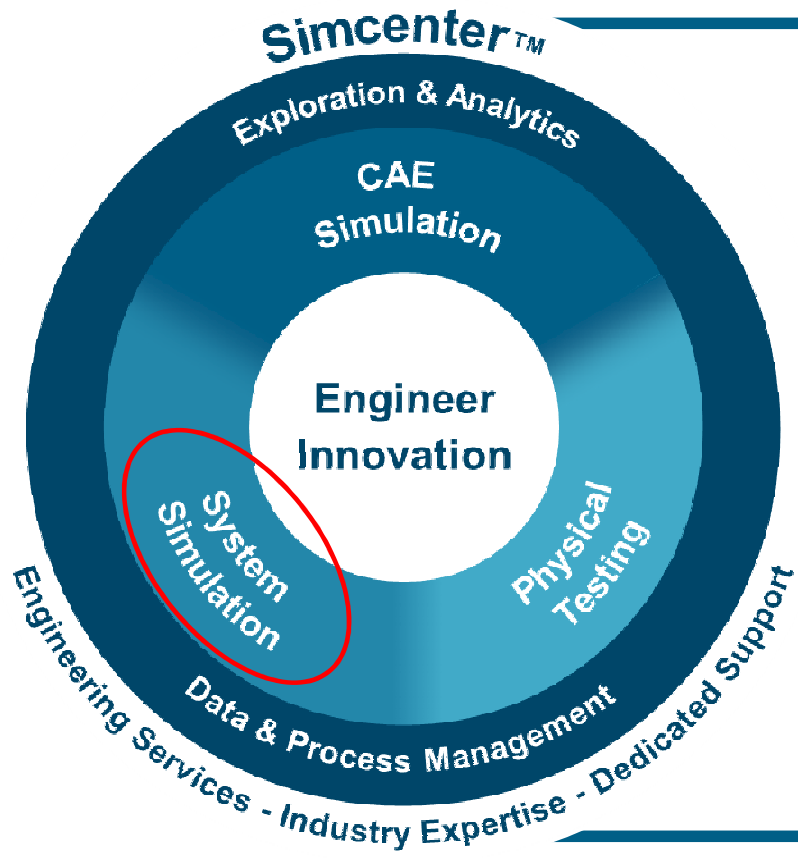 Simcenter™
Exploration & Analytics
CAE
Simulation
Engineer
Innovation
System
Simulation
Physical
Testing
Data & Process Management
Engineering Services - Industry Expertise - Dedicated Support